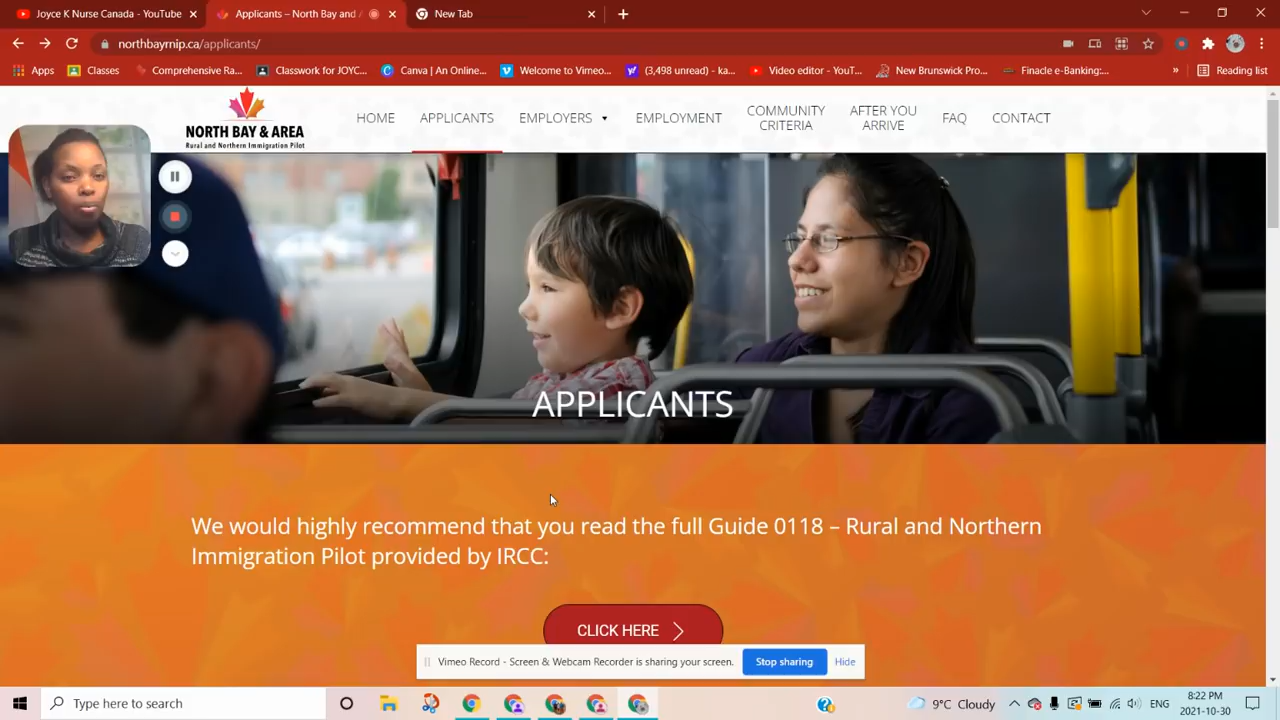 Joyce K Nurse Canada - YouTube
Applicants – North Bay and
New Tab
northbayrnip.ca/applicants/
Apps
Classes
Comprehensive Ra...
Classwork for JOYC...
Canva | An Online...
Welcome to Vimeo...
(3,498 unread) - ka...
Video editor - YouT...
New Brunswick Pro...
Finacle e-Banking:...
»
Reading list
NORTH BAY & AREA
Rural and Northern Immigration Pilot
HOME
APPLICANTS
EMPLOYERS
EMPLOYMENT
COMMUNITY
CRITERIA
AFTER YOU
ARRIVE
FAQ
CONTACT
APPLICANTS
We would highly recommend that you read the full Guide 0118 – Rural and Northern
Immigration Pilot provided by IRCC:
CLICK HERE
Vimeo Record - Screen & Webcam Recorder is sharing your screen.
Stop sharing
Hide
Type here to search
9°C Cloudy
ENG
8:22 PM
2021-10-30